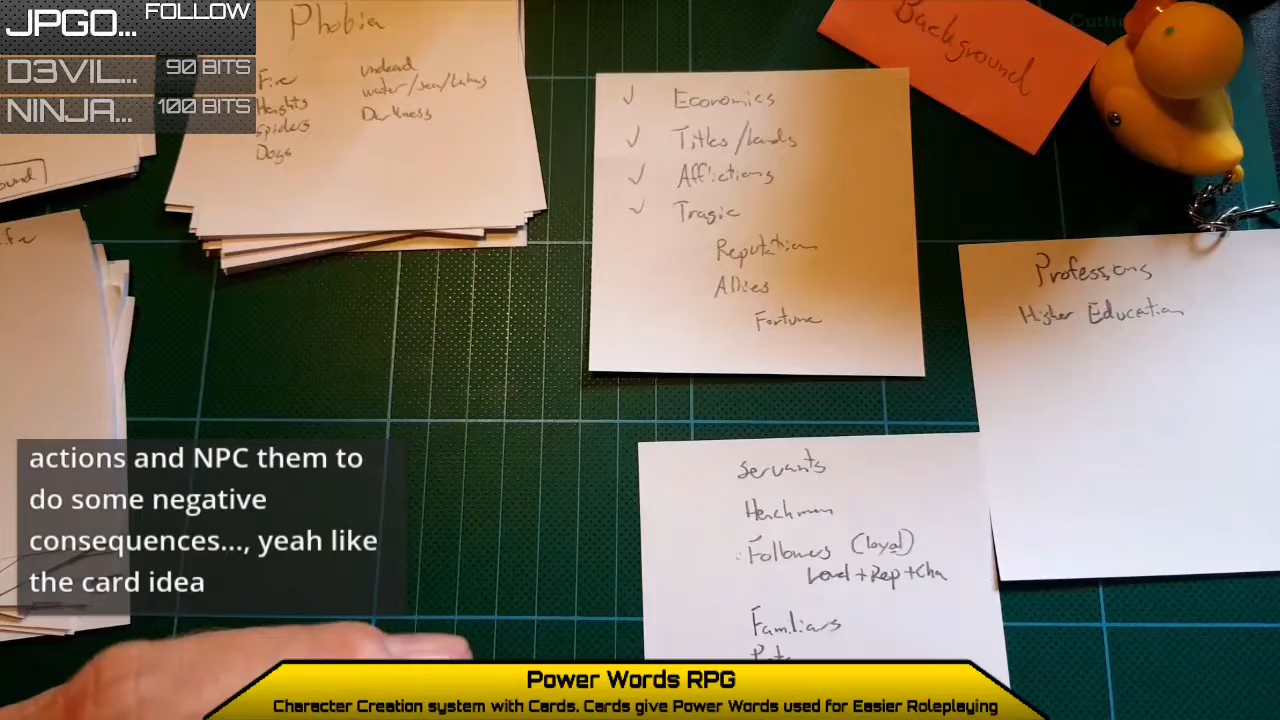 JPGO... FOLLOW
D3VIL... 90 BITS
NINJA... 100 BITS
Phobia
Fire
Heights
Spiders
Dogs
undead
water/sea/lakes
Darkness
✓ Economics
✓ Titles/lands
✓ Afflictions
✓ Tragic
Reputation
Allies
Fortune
Background
Cuttin
Professions
Higher Education
Servants
Henchmen
Followers (loyal)
Level+Rep+Cha
Familiars
actions and NPC them to
do some negative
consequences..., yeah like
the card idea
Power Words RPG
Character Creation system with Cards. Cards give Power Words used for Easier Roleplaying